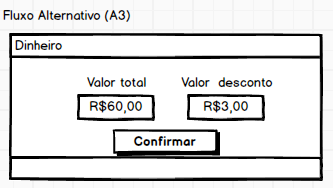 Fluxo Alternativo (A3)
Dinheiro
Valor total Valor desconto
R$60,00 R$3,00
Confirmar